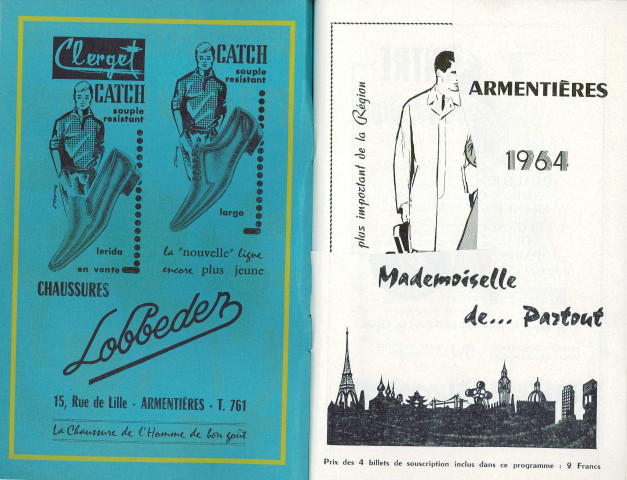 Clerget
CATCH
souple
resistant
lerida
en vente
CATCH
souple
resistant
largo
la "nouvelle" ligne
encore plus jeune
CHAUSSURES
Lobbedez
15, Rue de Lille - ARMENTIÈRES - T. 761
La Chaussure de l'Homme de bon goût
plus important de la Région
ARMENTIÈRES
1964
Mademoiselle
de... Partout
Prix des 4 billets de souscription inclus dans ce programme : 2 Francs